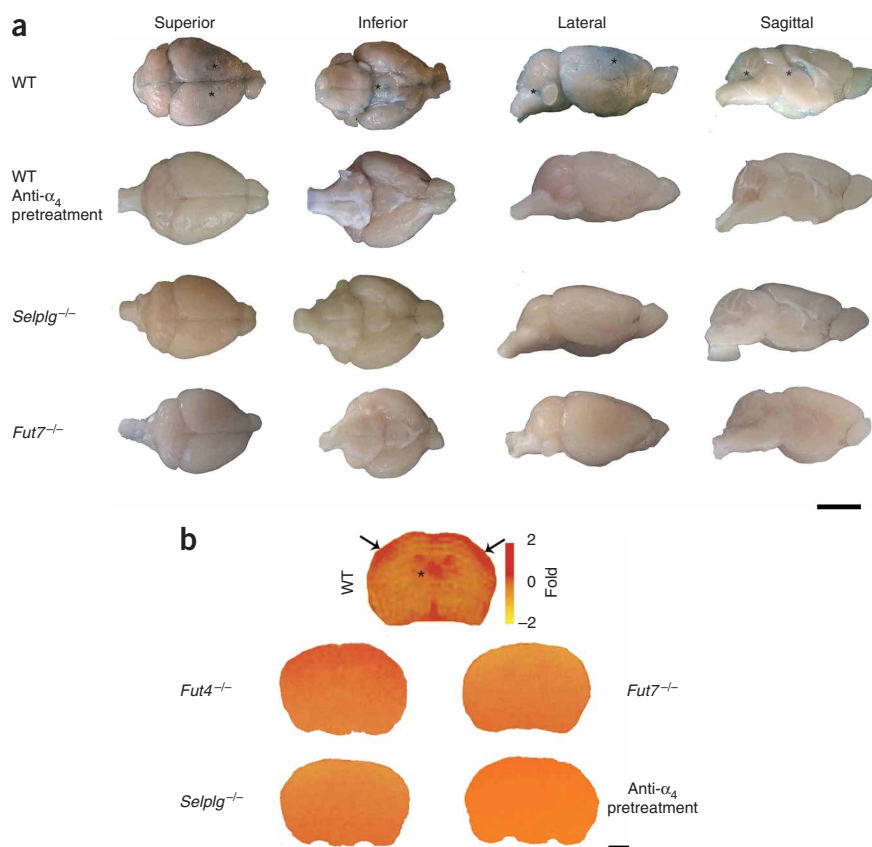 a
Superior Inferior Lateral Sagittal
WT
* * * * * * *
WT
Anti-α4
pretreatment
Selplg–/–
Fut7–/–
b
WT
*
2
0
–2
Fold
Fut4–/–
Fut7–/–
Selplg–/–
Anti-α4
pretreatment